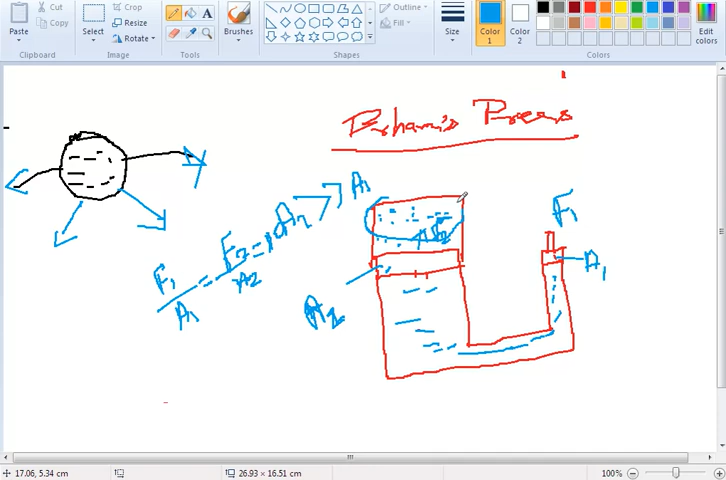 Cut
Copy
Paste
Clipboard
Select
Crop
Resize
Rotate
Image
A
Tools
Brushes
Outline
Fill
Shapes
Size
Color
1
Color
2
Edit
colors
Colors
Press
A2 >> A1
F1/A1 = F2/A2
F1
A1
A2
17.06, 5.34 cm
26.93 × 16.51 cm
100%